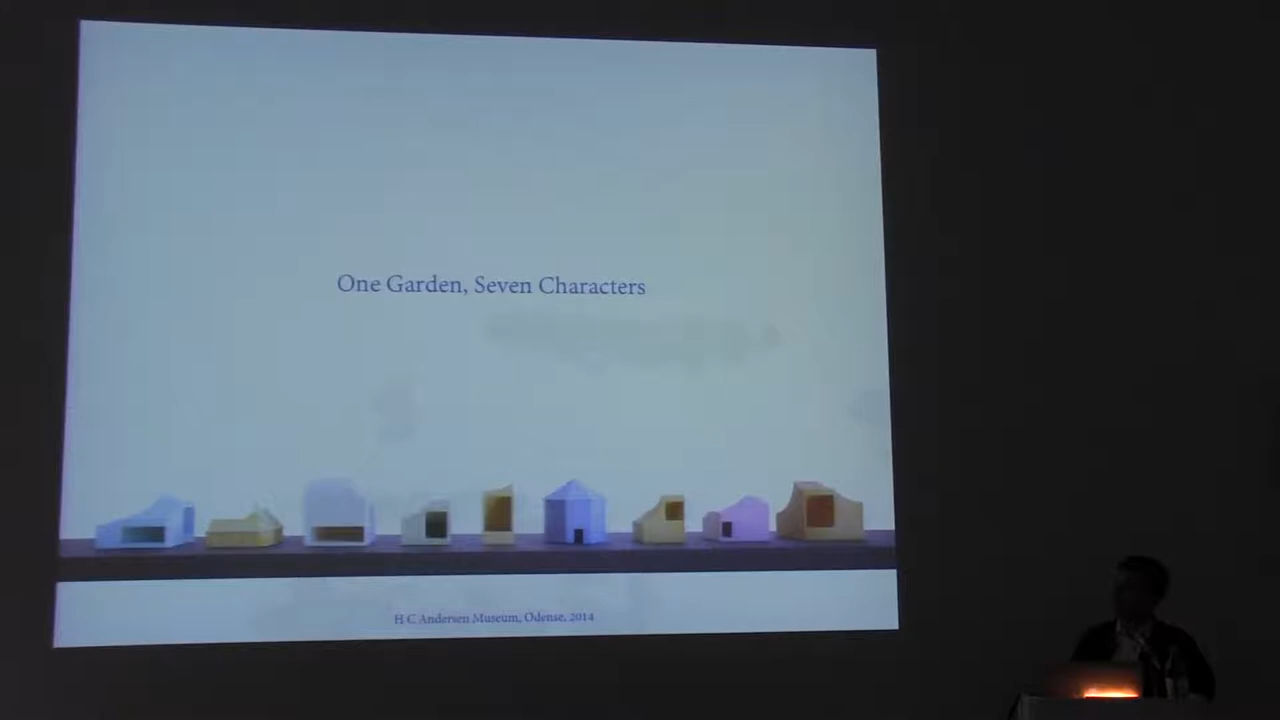 One Garden, Seven Characters
H C Andersen Museum, Odense, 2014